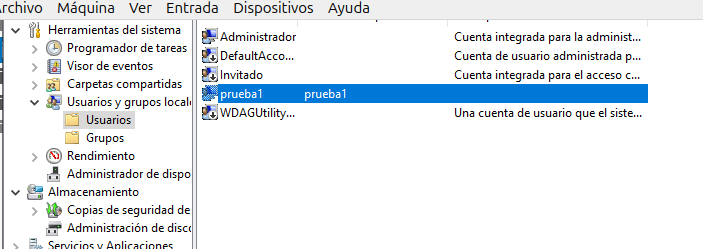 Archivo Máquina Ver Entrada Dispositivos Ayuda
Herramientas del sistema
Programador de tareas
Visor de eventos
Carpetas compartidas
Usuarios y grupos locale
Usuarios
Grupos
Rendimiento
Administrador de dispo
Almacenamiento
Copias de seguridad de
Administración de disc
Servicios y Aplicaciones
Administrador Cuenta integrada para la administ...
DefaultAcco... Cuenta de usuario administrada p...
Invitado Cuenta integrada para el acceso c...
prueba1 prueba1
WDAGUtility... Una cuenta de usuario que el siste...